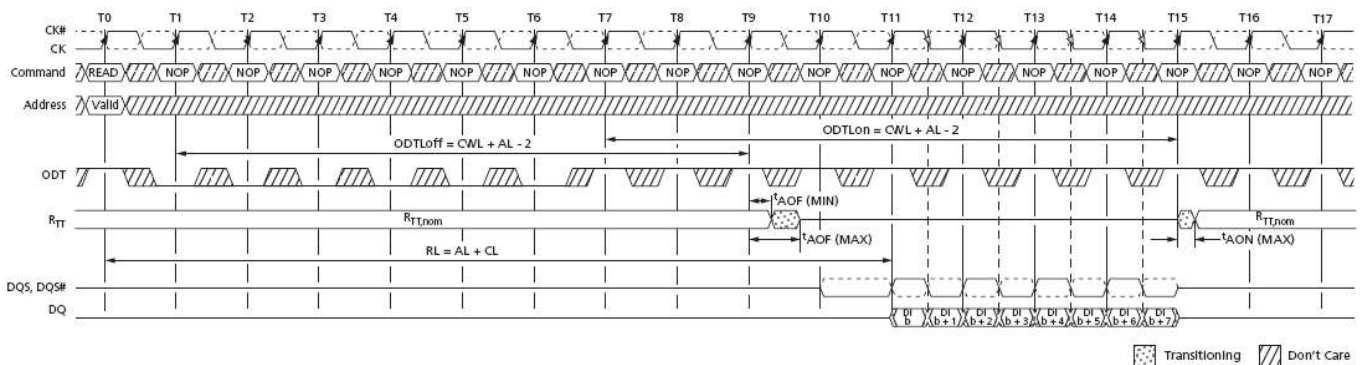 T0 T1 T2 T3 T4 T5 T6 T7 T8 T9 T10 T11 T12 T13 T14 T15 T16 T17
CK#
CK
Command READ NOP NOP NOP NOP NOP NOP NOP NOP NOP NOP NOP NOP NOP NOP NOP NOP NOP
Address Valid
ODTLon = CWL + AL - 2
ODTLoff = CWL + AL - 2
ODT
tAOF (MIN)
RTT RTT,nom RTT,nom
tAOF (MAX) tAON (MAX)
RL = AL + CL
DQS, DQS#
DQ DI b DI b + 1 DI b + 2 DI b + 3 DI b + 4 DI b + 5 DI b + 6 DI b + 7
Transitioning Don't Care